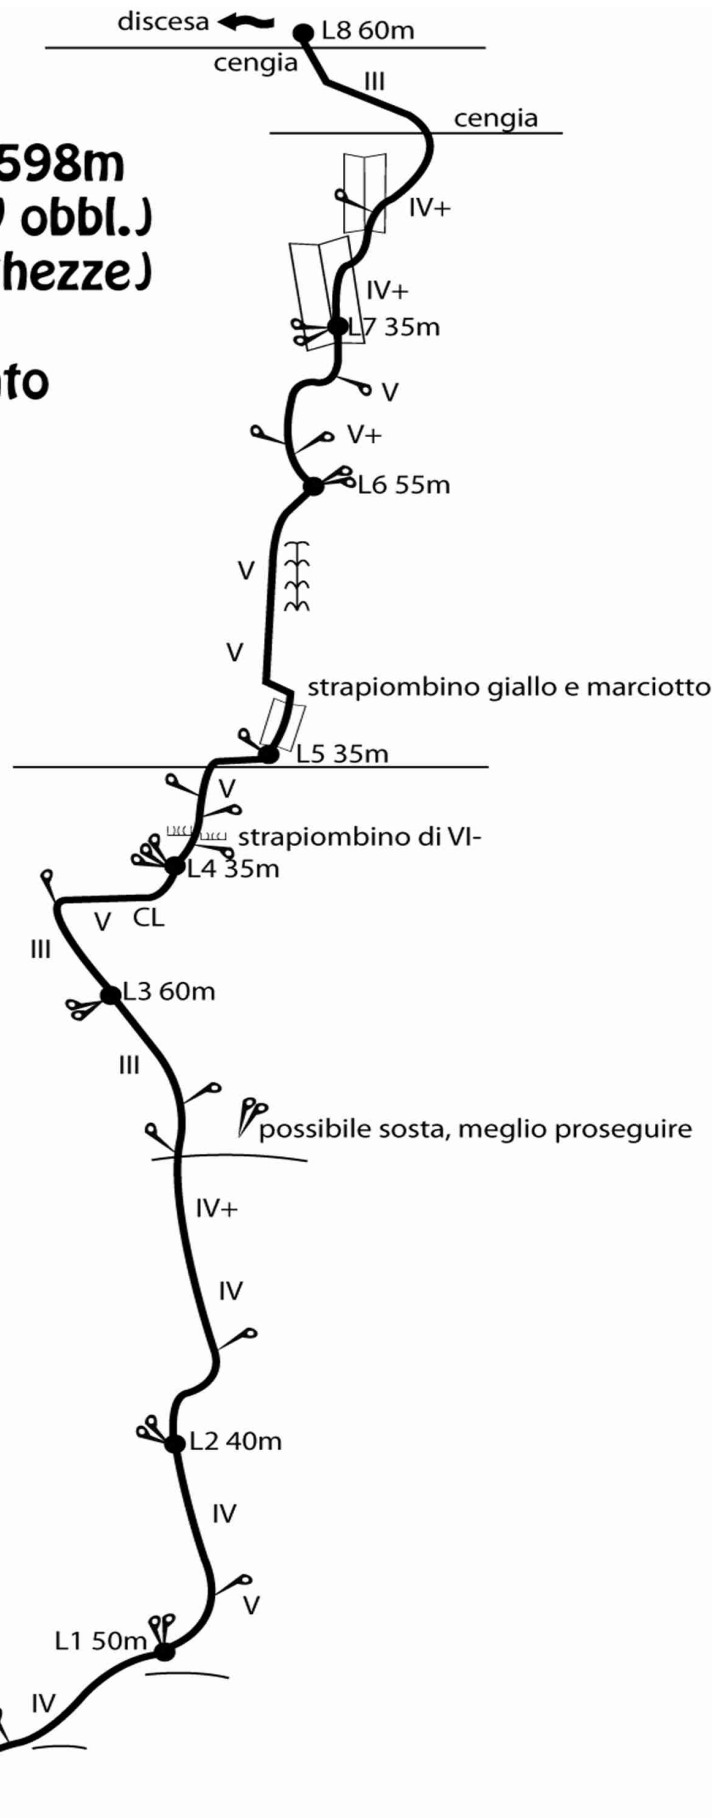 discesa
L8 60m
cengia
III
cengia
598m
obbl.)
IV+
hezze)
IV+
L7 35m
to
V
V+
L6 55m
V
V
strapiombino giallo e marciotto
L5 35m
V
strapiombino di VI-
L4 35m
V CL
III
L3 60m
III
possibile sosta, meglio proseguire
IV+
IV
L2 40m
IV
V
L1 50m
IV